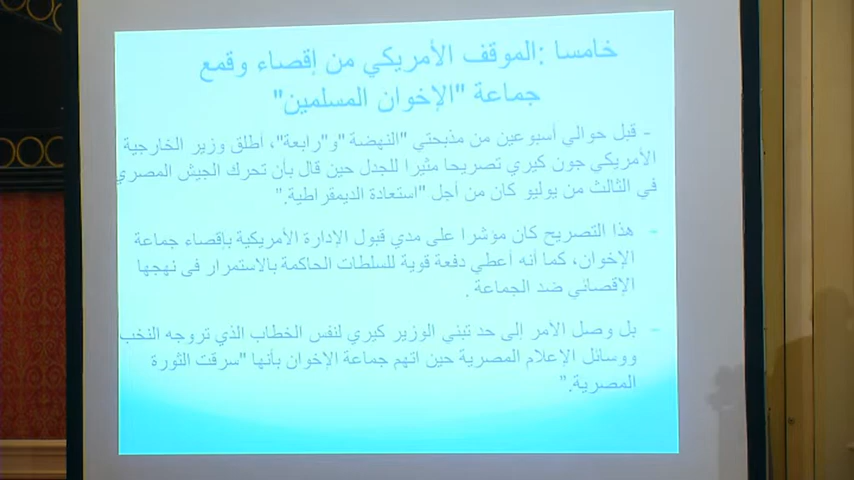 خامسا :الموقف الأمريكي من إقصاء وقمع
جماعة "الإخوان المسلمين"
- قبل حوالي أسبوعين من مذبحتي "النهضة "و"رابعة"، أطلق وزير الخارجية
الأمريكي جون كيري تصريحا مثيرا للجدل حين قال بأن تحرك الجيش المصري
في الثالث من يوليو كان من أجل "استعادة الديمقراطية."
- هذا التصريح كان مؤشرا على مدي قبول الإدارة الأمريكية بإقصاء جماعة
الإخوان، كما أنه أعطي دفعة قوية للسلطات الحاكمة بالاستمرار فى نهجها
الإقصائي ضد الجماعة .
- بل وصل الامر إلى حد تبني الوزير كيري لنفس الخطاب الذي تروجه النخب
ووسائل الإعلام المصرية حين اتهم جماعة الإخوان بأنها "سرقت الثورة
المصرية."